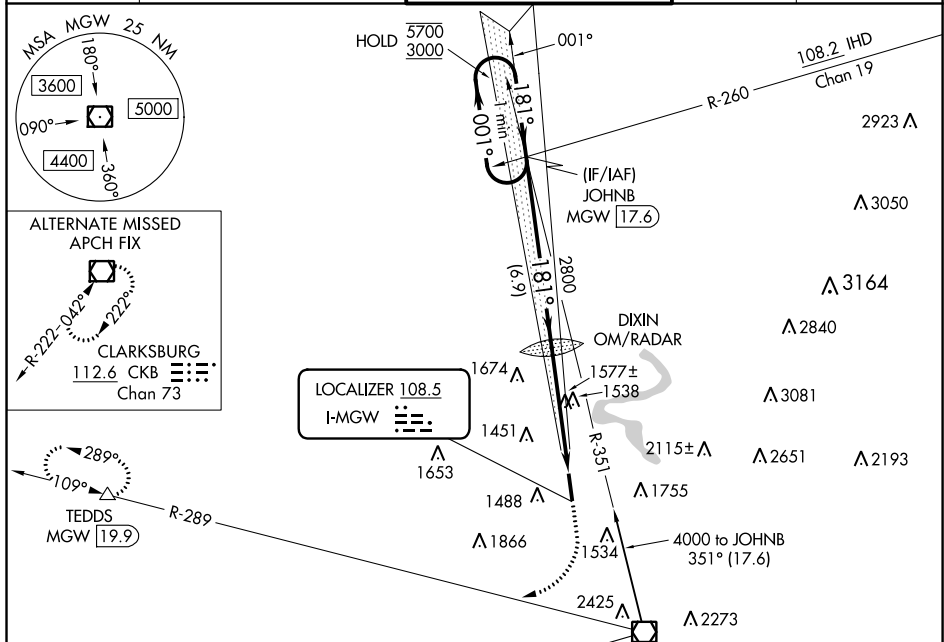 MSA MGW 25 NM
180°
3600
5000
090°
4400
360°
HOLD 5700
3000
001°
181°
1 min
001°
108.2 IHD
Chan 19
R-260
2923
(IF/IAF)
JOHNB
MGW 17.6
3050
ALTERNATE MISSED
APCH FIX
R-222
042°
222°
CLARKSBURG
112.6 CKB
Chan 73
181°
(6.9)
2800
3164
DIXIN
OM/RADAR
2840
1674
1577±
1538
3081
LOCALIZER 108.5
I-MGW
1451
R-351
2115±
2651
2193
1653
289°
109°
TEDDS
MGW 19.9
R-289
1488
1755
1866
1534
4000 to JOHNB
351° (17.6)
2425
2273